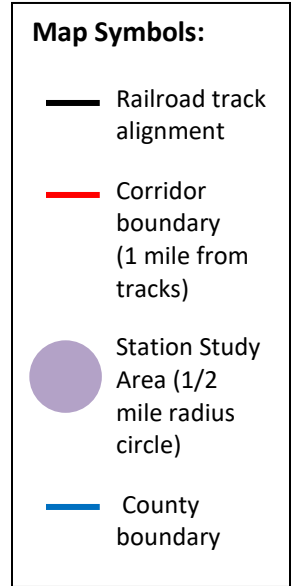 Map Symbols:
Railroad track
alignment
Corridor
boundary
(1 mile from
tracks)
Station Study
Area (1/2
mile radius
circle)
County
boundary